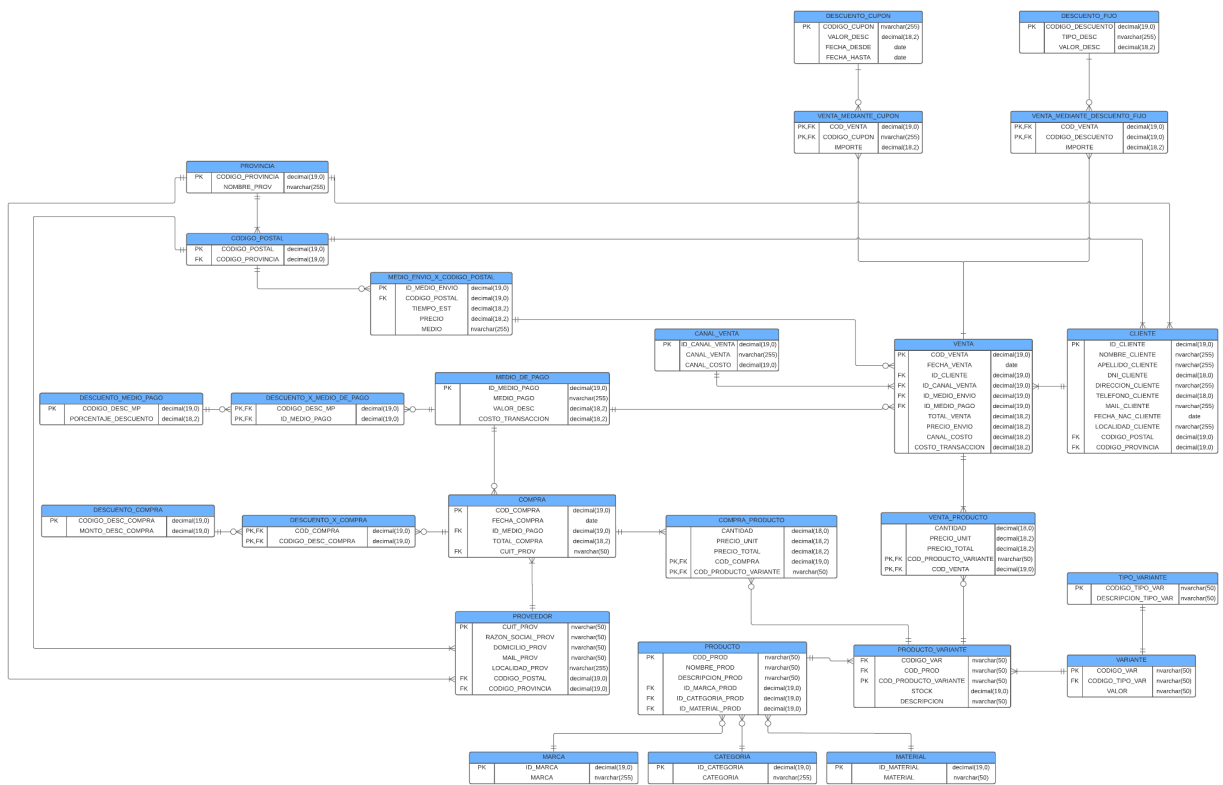 DESCUENTO_CUPON
PK CODIGO_CUPON nvarchar(255)
VALOR_DESC decimal(18,2)
FECHA_DESDE date
FECHA_HASTA date
DESCUENTO_FIJO
PK CODIGO_DESCUENTO decimal(19,0)
TIPO_DESC nvarchar(255)
VALOR_DESC decimal(18,2)
VENTA_MEDIANTE_CUPON
PK,FK COD_VENTA decimal(19,0)
PK,FK CODIGO_CUPON nvarchar(255)
IMPORTE decimal(18,2)
VENTA_MEDIANTE_DESCUENTO_FIJO
PK,FK COD_VENTA decimal(19,0)
PK,FK CODIGO_DESCUENTO decimal(19,0)
IMPORTE decimal(18,2)
PROVINCIA
PK CODIGO_PROVINCIA decimal(19,0)
NOMBRE_PROV nvarchar(255)
CODIGO_POSTAL
PK CODIGO_POSTAL decimal(19,0)
FK CODIGO_PROVINCIA decimal(19,0)
MEDIO_ENVIO_X_CODIGO_POSTAL
PK ID_MEDIO_ENVIO decimal(19,0)
FK CODIGO_POSTAL decimal(19,0)
TIEMPO_EST decimal(18,2)
PRECIO decimal(18,2)
MEDIO nvarchar(255)
CANAL_VENTA
PK ID_CANAL_VENTA decimal(19,0)
CANAL_VENTA nvarchar(255)
CANAL_COSTO decimal(18,2)
VENTA
PK COD_VENTA decimal(19,0)
FECHA_VENTA date
FK ID_CLIENTE decimal(19,0)
FK ID_CANAL_VENTA decimal(19,0)
FK ID_MEDIO_ENVIO decimal(19,0)
FK ID_MEDIO_PAGO decimal(19,0)
TOTAL_VENTA decimal(18,2)
PRECIO_ENVIO decimal(18,2)
CANAL_COSTO decimal(18,2)
COSTO_TRANSACCION decimal(18,2)
CLIENTE
PK ID_CLIENTE decimal(19,0)
NOMBRE_CLIENTE nvarchar(255)
APELLIDO_CLIENTE nvarchar(255)
DNI_CLIENTE decimal(18,0)
DIRECCION_CLIENTE nvarchar(255)
TELEFONO_CLIENTE decimal(18,0)
MAIL_CLIENTE nvarchar(255)
FECHA_NAC_CLIENTE date
LOCALIDAD_CLIENTE nvarchar(255)
FK CODIGO_POSTAL decimal(19,0)
FK CODIGO_PROVINCIA decimal(19,0)
MEDIO_DE_PAGO
PK ID_MEDIO_PAGO decimal(19,0)
MEDIO_PAGO nvarchar(255)
VALOR_DESC decimal(18,2)
COSTO_TRANSACCION decimal(18,2)
DESCUENTO_MEDIO_PAGO
PK CODIGO_DESC_MP decimal(19,0)
PORCENTAJE_DESCUENTO decimal(18,2)
DESCUENTO_X_MEDIO_DE_PAGO
PK,FK CODIGO_DESC_MP decimal(19,0)
PK,FK ID_MEDIO_PAGO decimal(19,0)
COMPRA
PK COD_COMPRA decimal(19,0)
FECHA_COMPRA date
FK ID_MEDIO_PAGO decimal(19,0)
TOTAL_COMPRA decimal(18,2)
FK CUIT_PROV nvarchar(50)
DESCUENTO_COMPRA
PK CODIGO_DESC_COMPRA decimal(19,0)
MONTO_DESC_COMPRA decimal(19,0)
DESCUENTO_X_COMPRA
PK,FK COD_COMPRA decimal(19,0)
PK,FK CODIGO_DESC_COMPRA decimal(19,0)
COMPRA_PRODUCTO
CANTIDAD decimal(18,0)
PRECIO_UNIT decimal(18,2)
PRECIO_TOTAL decimal(18,2)
PK,FK COD_COMPRA decimal(19,0)
PK,FK COD_PRODUCTO_VARIANTE nvarchar(50)
VENTA_PRODUCTO
CANTIDAD decimal(18,0)
PRECIO_UNIT decimal(18,2)
PRECIO_TOTAL decimal(18,2)
PK,FK COD_PRODUCTO_VARIANTE nvarchar(50)
PK,FK COD_VENTA decimal(19,0)
TIPO_VARIANTE
PK CODIGO_TIPO_VAR nvarchar(50)
DESCRIPCION_TIPO_VAR nvarchar(50)
PROVEEDOR
PK CUIT_PROV nvarchar(50)
RAZON_SOCIAL_PROV nvarchar(50)
DOMICILIO_PROV nvarchar(50)
MAIL_PROV nvarchar(50)
LOCALIDAD_PROV nvarchar(255)
FK CODIGO_POSTAL decimal(19,0)
FK CODIGO_PROVINCIA decimal(19,0)
PRODUCTO
PK COD_PROD nvarchar(50)
NOMBRE_PROD nvarchar(50)
DESCRIPCION_PROD nvarchar(50)
FK ID_MARCA_PROD decimal(19,0)
FK ID_CATEGORIA_PROD decimal(19,0)
FK ID_MATERIAL_PROD decimal(19,0)
PRODUCTO_VARIANTE
FK CODIGO_VAR nvarchar(50)
FK COD_PROD nvarchar(50)
PK COD_PRODUCTO_VARIANTE nvarchar(50)
STOCK decimal(19,0)
DESCRIPCION nvarchar(50)
VARIANTE
PK CODIGO_VAR nvarchar(50)
FK CODIGO_TIPO_VAR nvarchar(50)
VALOR nvarchar(50)
MARCA
PK ID_MARCA decimal(19,0)
MARCA nvarchar(255)
CATEGORIA
PK ID_CATEGORIA decimal(19,0)
CATEGORIA nvarchar(255)
MATERIAL
PK ID_MATERIAL decimal(19,0)
MATERIAL nvarchar(50)